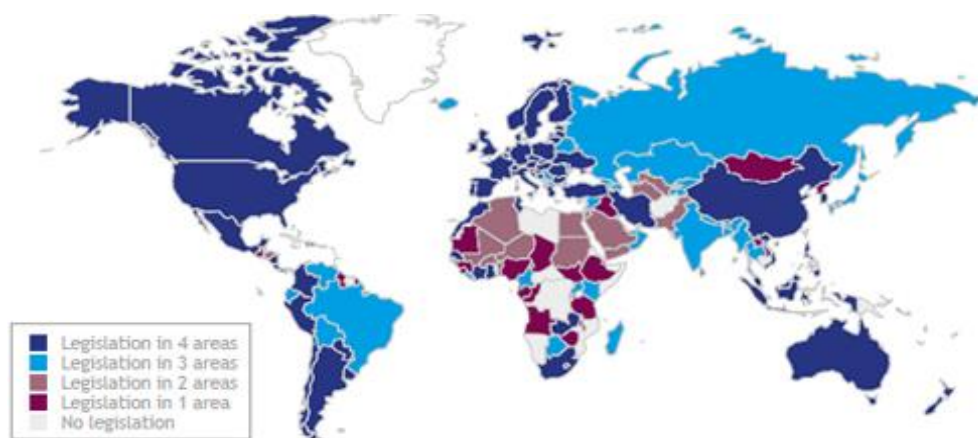 Legislation in 4 areas
Legislation in 3 areas
Legislation in 2 areas
Legislation in 1 area
No legislation